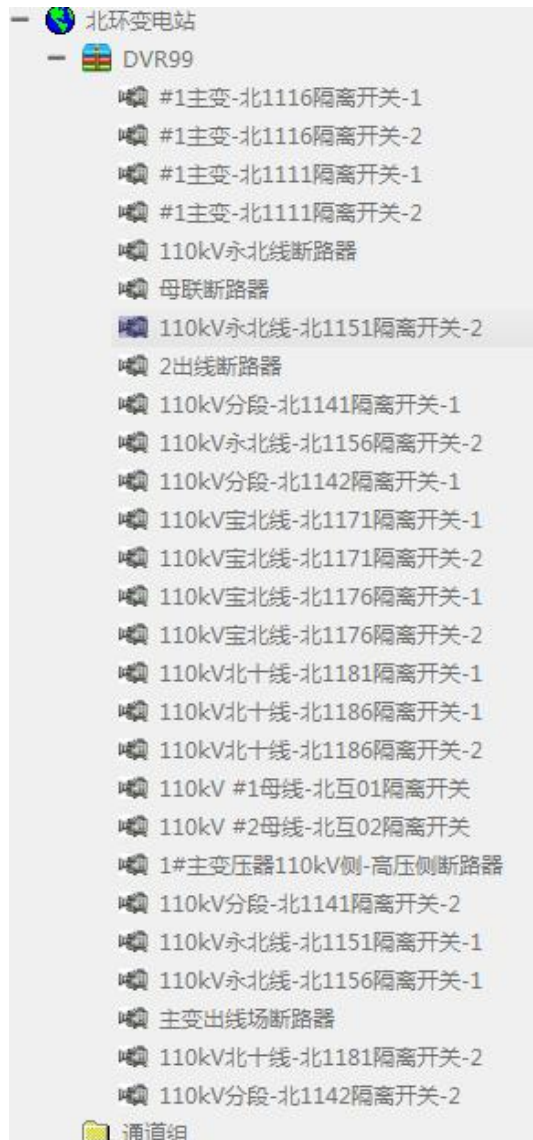 北环变电站
DVR99
#1主变-北1116隔离开关-1
#1主变-北1116隔离开关-2
#1主变-北1111隔离开关-1
#1主变-北1111隔离开关-2
110kV永北线断路器
母联断路器
110kV永北线-北1151隔离开关-2
2出线断路器
110kV分段-北1141隔离开关-1
110kV永北线-北1156隔离开关-2
110kV分段-北1142隔离开关-1
110kV宝北线-北1171隔离开关-1
110kV宝北线-北1171隔离开关-2
110kV宝北线-北1176隔离开关-1
110kV宝北线-北1176隔离开关-2
110kV北十线-北1181隔离开关-1
110kV北十线-北1186隔离开关-1
110kV北十线-北1186隔离开关-2
110kV #1母线-北互01隔离开关
110kV #2母线-北互02隔离开关
1#主变压器110kV侧-高压侧断路器
110kV分段-北1141隔离开关-2
110kV永北线-北1151隔离开关-1
110kV永北线-北1156隔离开关-1
主变出线场断路器
110kV北十线-北1181隔离开关-2
110kV分段-北1142隔离开关-2
通道组